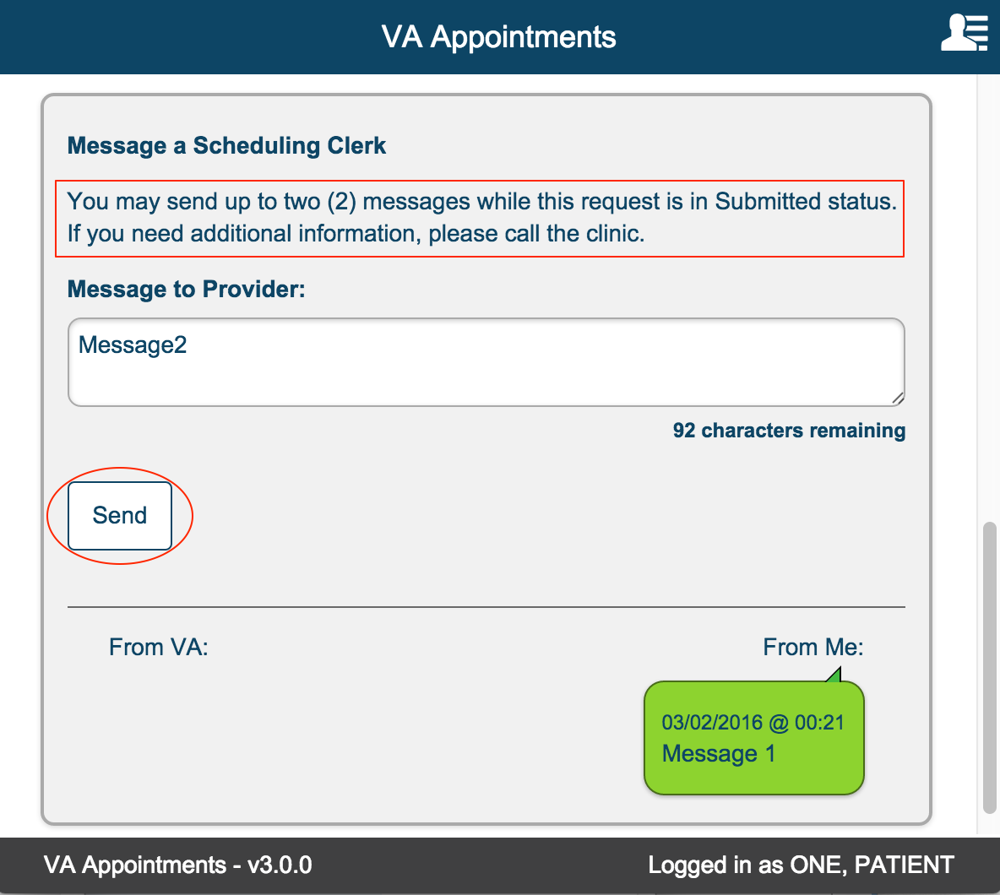 VA Appointments
Message a Scheduling Clerk
You may send up to two (2) messages while this request is in Submitted status.
If you need additional information, please call the clinic.
Message to Provider:
Message2
92 characters remaining
Send
From VA:
From Me:
03/02/2016 @ 00:21
Message 1
VA Appointments - v3.0.0
Logged in as ONE, PATIENT